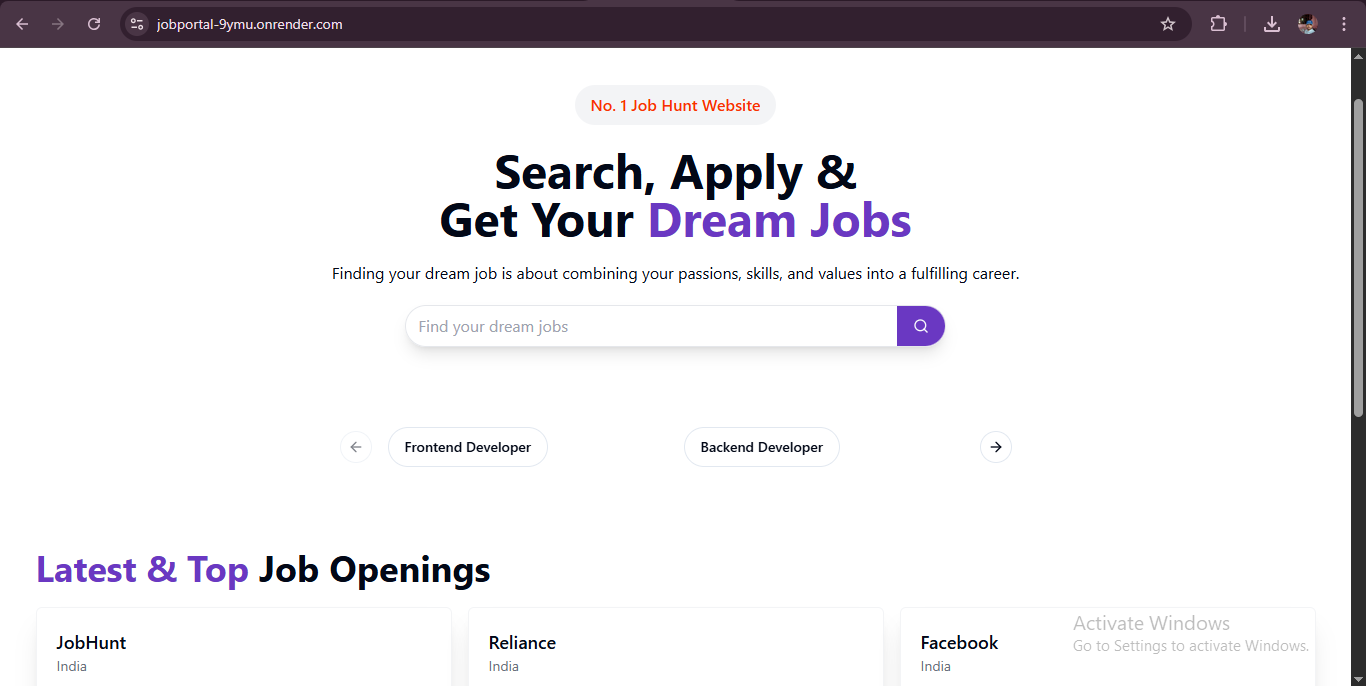 jobportal-9ymu.onrender.com
No. 1 Job Hunt Website
Search, Apply &
Get Your Dream Jobs
Finding your dream job is about combining your passions, skills, and values into a fulfilling career.
Find your dream jobs
Frontend Developer
Backend Developer
Latest & Top Job Openings
JobHunt
India
Reliance
India
Facebook
India
Activate Windows
Go to Settings to activate Windows.